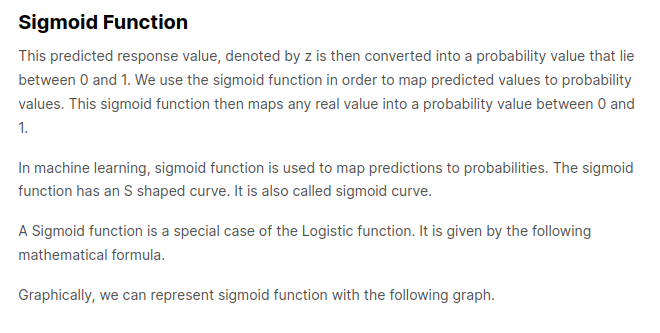 Sigmoid Function
This predicted response value, denoted by z is then converted into a probability value that lie
between 0 and 1. We use the sigmoid function in order to map predicted values to probability
values. This sigmoid function then maps any real value into a probability value between 0 and
1.
In machine learning, sigmoid function is used to map predictions to probabilities. The sigmoid
function has an S shaped curve. It is also called sigmoid curve.
A Sigmoid function is a special case of the Logistic function. It is given by the following
mathematical formula.
Graphically, we can represent sigmoid function with the following graph.